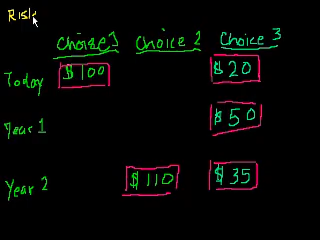 Risk
Choice 1 Choice 2 Choice 3
Today $100 $20
Year 1 $50
Year 2 $110 $35